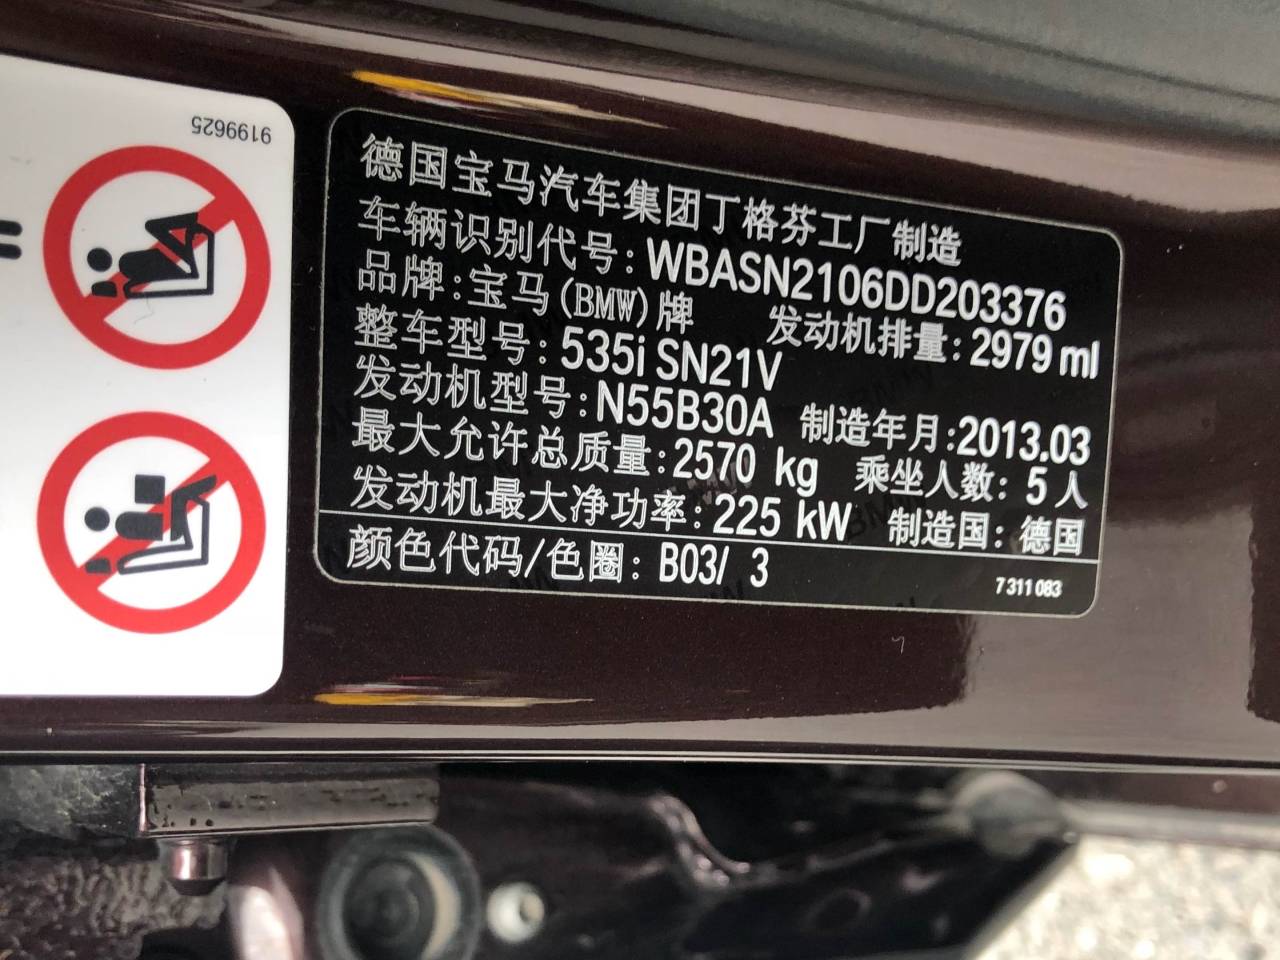 9199625
德国宝马汽车集团丁格芬工厂制造
车辆识别代号: WBASN2106DD203376
品牌: 宝马(BMW)牌 发动机排量: 2979 ml
整车型号: 535i SN21V
发动机型号: N55B30A 制造年月: 2013.03
最大允许总质量: 2570 kg 乘坐人数: 5人
发动机最大净功率: 225 kW 制造国: 德国
颜色代码/色圈: B03/ 3
7 311 083